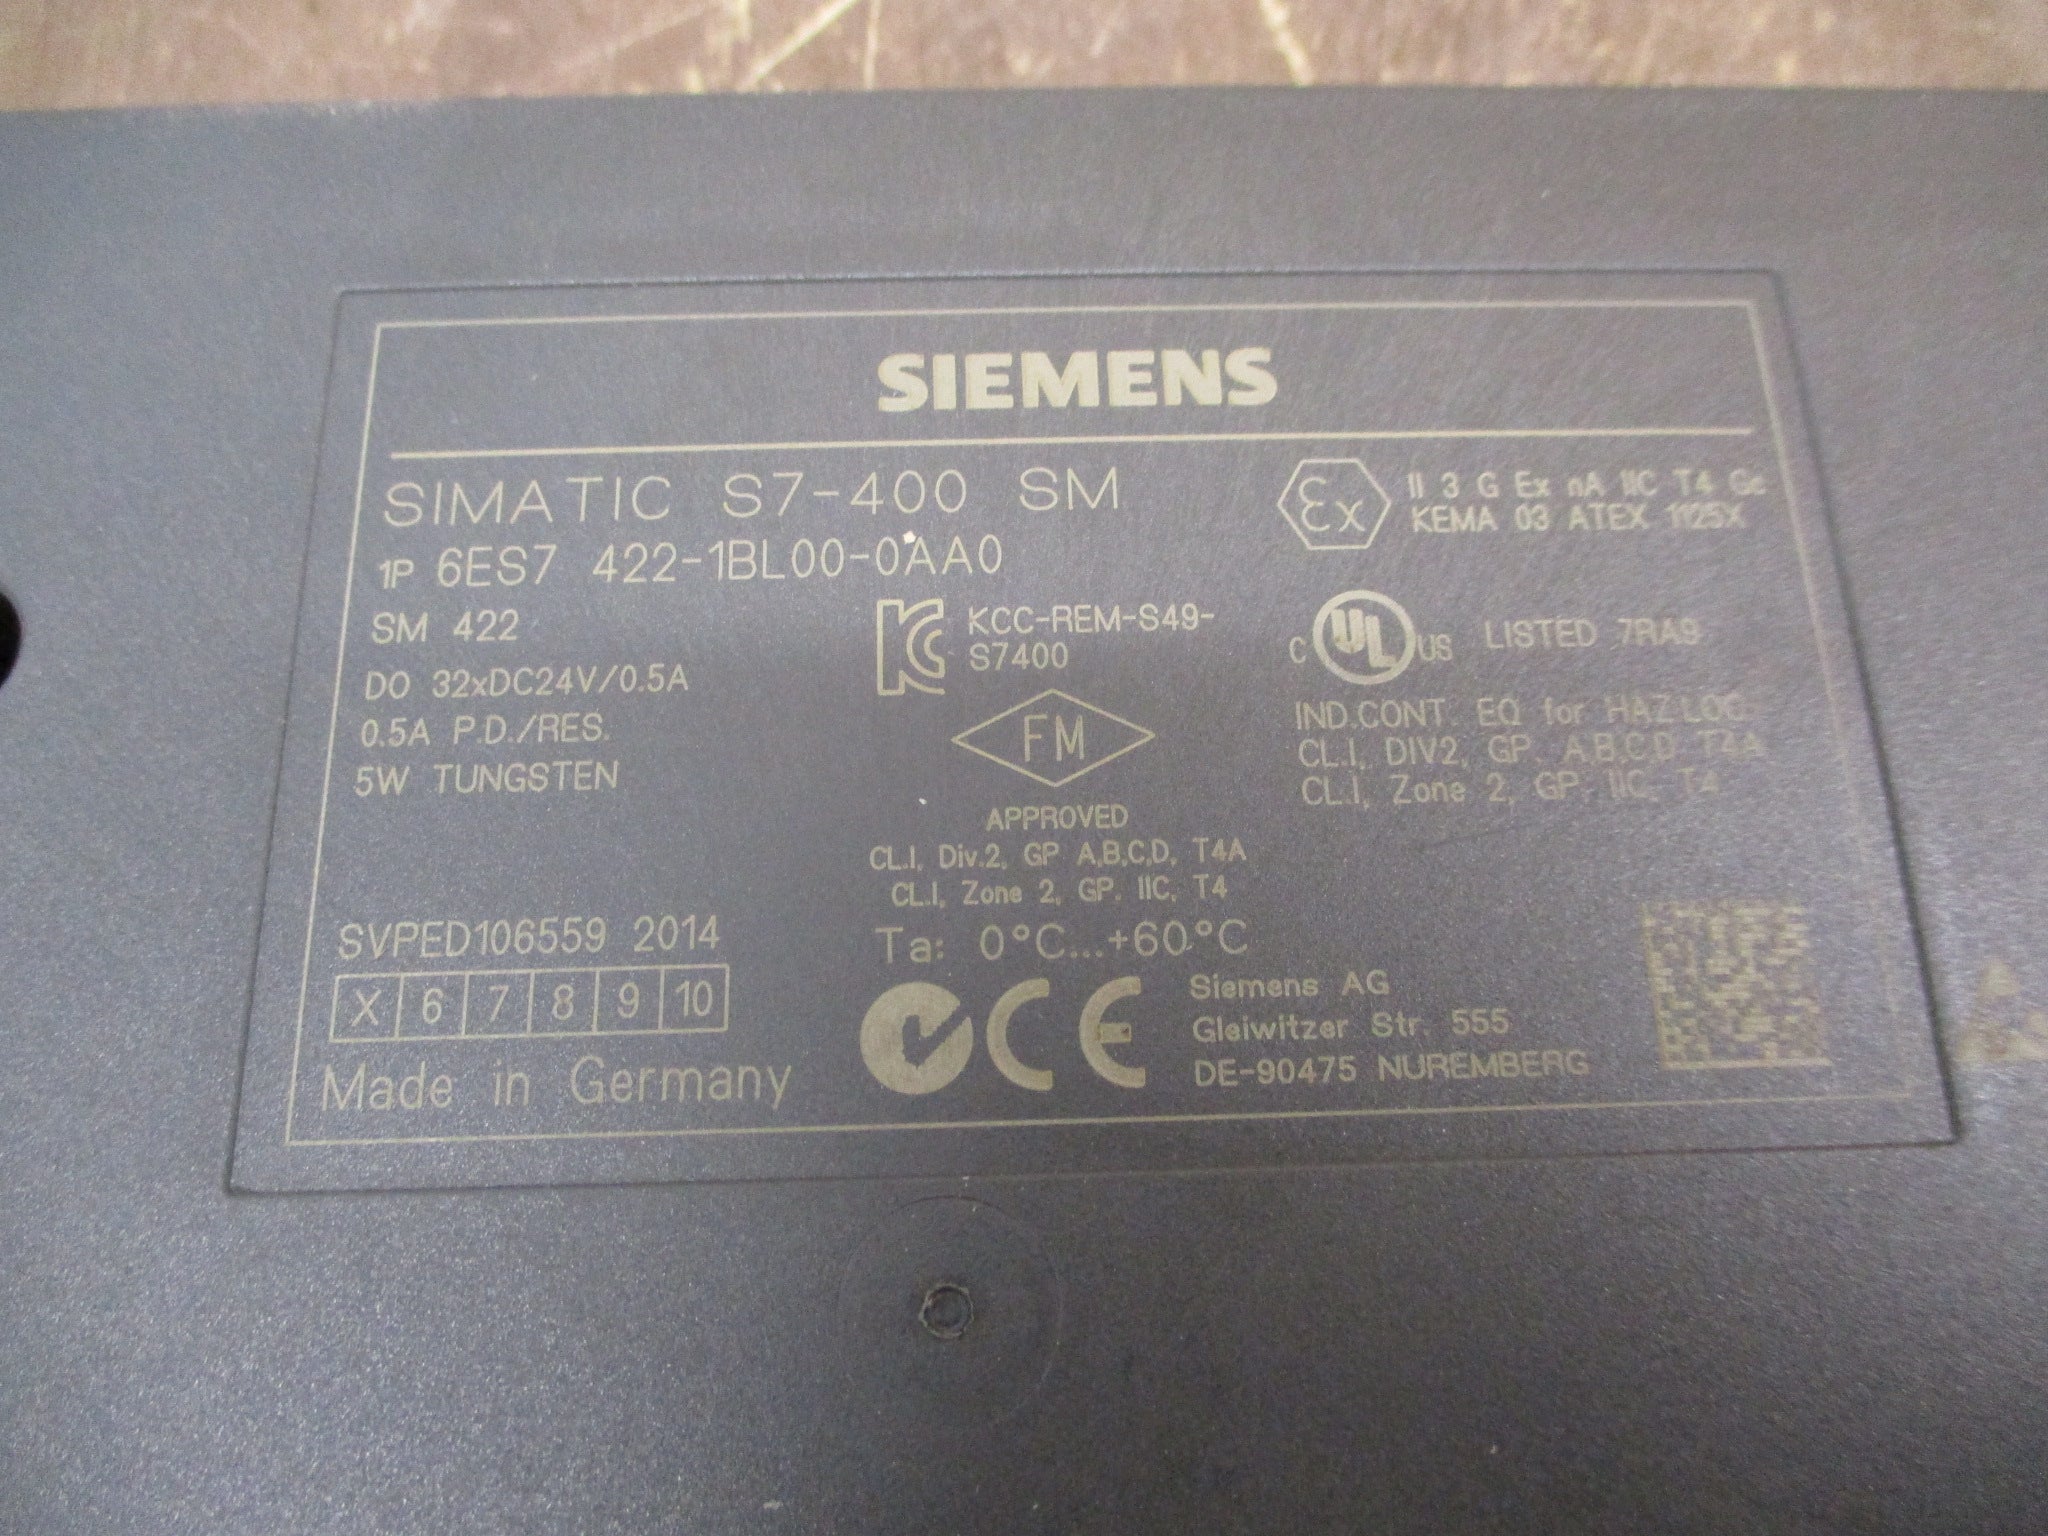 SIEMENS
SIMATIC S7-400 SM
1P 6ES7 422-1BL00-0AA0
SM 422
DO 32xDC24V/0.5A
0.5A P.D./RES.
5W TUNGSTEN
SVPED106559 2014
X 6 7 8 9 10
Made in Germany
KCC-REM-S49-
S7400
FM
APPROVED
CL.I, Div.2, GP A,B,C,D, T4A
CL.I, Zone 2, GP. IIC, T4
Ta: 0°C...+60°C
CE
Siemens AG
Gleiwitzer Str. 555
DE-90475 NUREMBERG
Ex
II 3 G Ex nA IIC T4 Gc
KEMA 03 ATEX 1125X
C UL US LISTED 7RA9
IND.CONT. EQ for HAZ.LOC.
CL.I, DIV2, GP. A,B,C,D T4A
CL.I, Zone 2, GP. IIC, T4